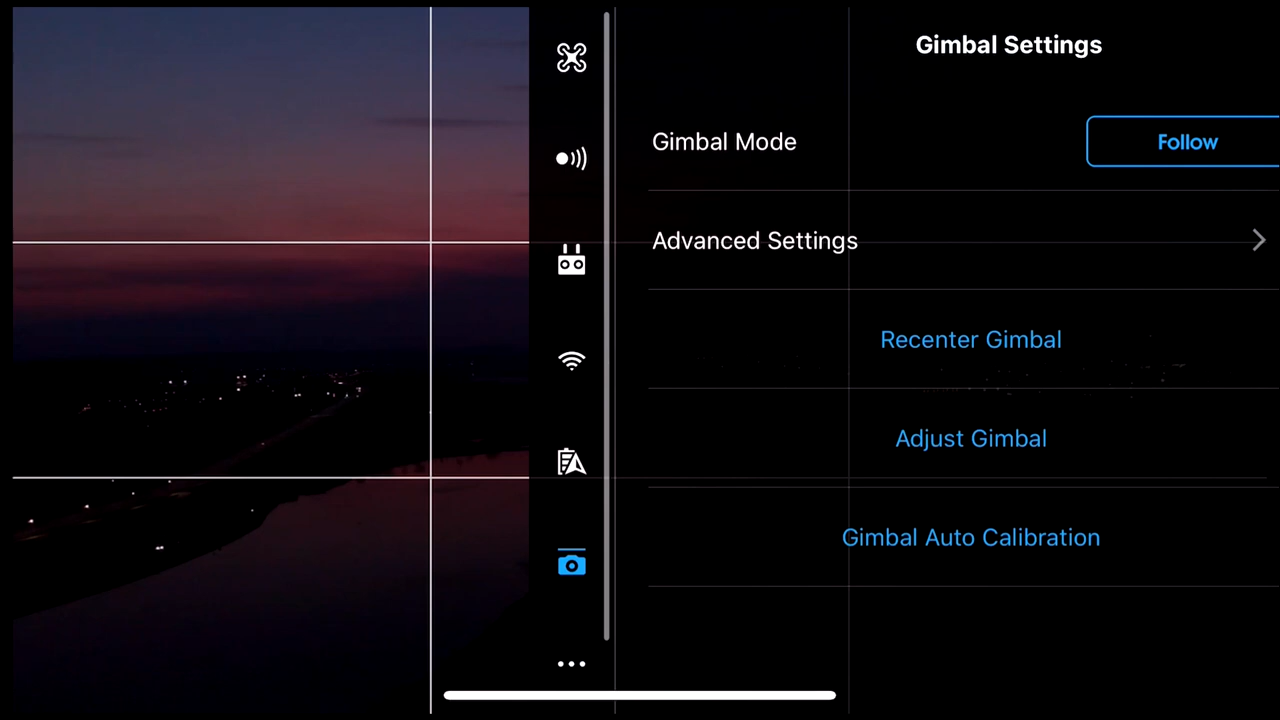 Gimbal Settings
Gimbal Mode
Follow
Advanced Settings
Recenter Gimbal
Adjust Gimbal
Gimbal Auto Calibration